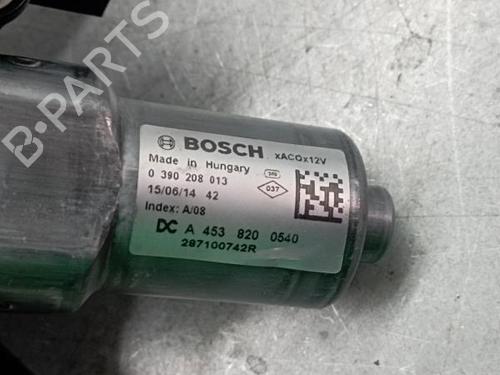 B-PARTS
BOSCH xACQx12V
Made in Hungary
0 390 208 013
037
15/06/14 42
Index: A/08
DC A 453 820 0540
287100742R